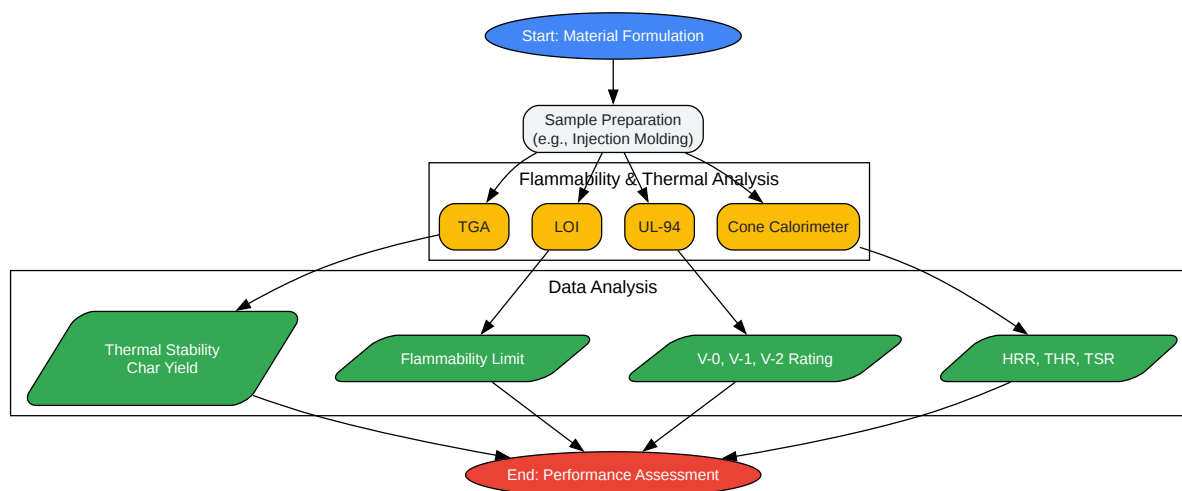 Start: Material Formulation
Sample Preparation
(e.g., Injection Molding)
Flammability & Thermal Analysis
TGA
LOI
UL-94
Cone Calorimeter
Data Analysis
Thermal Stability
Char Yield
Flammability Limit
V-0, V-1, V-2 Rating
HRR, THR, TSR
End: Performance Assessment